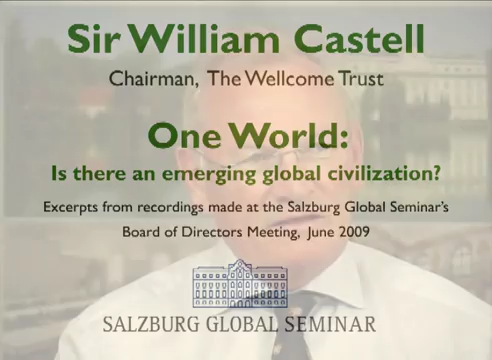 Sir William Castell
Chairman, The Wellcome Trust
One World:
Is there an emerging global civilization?
Excerpts from recordings made at the Salzburg Global Seminar's
Board of Directors Meeting, June 2009
SALZBURG GLOBAL SEMINAR